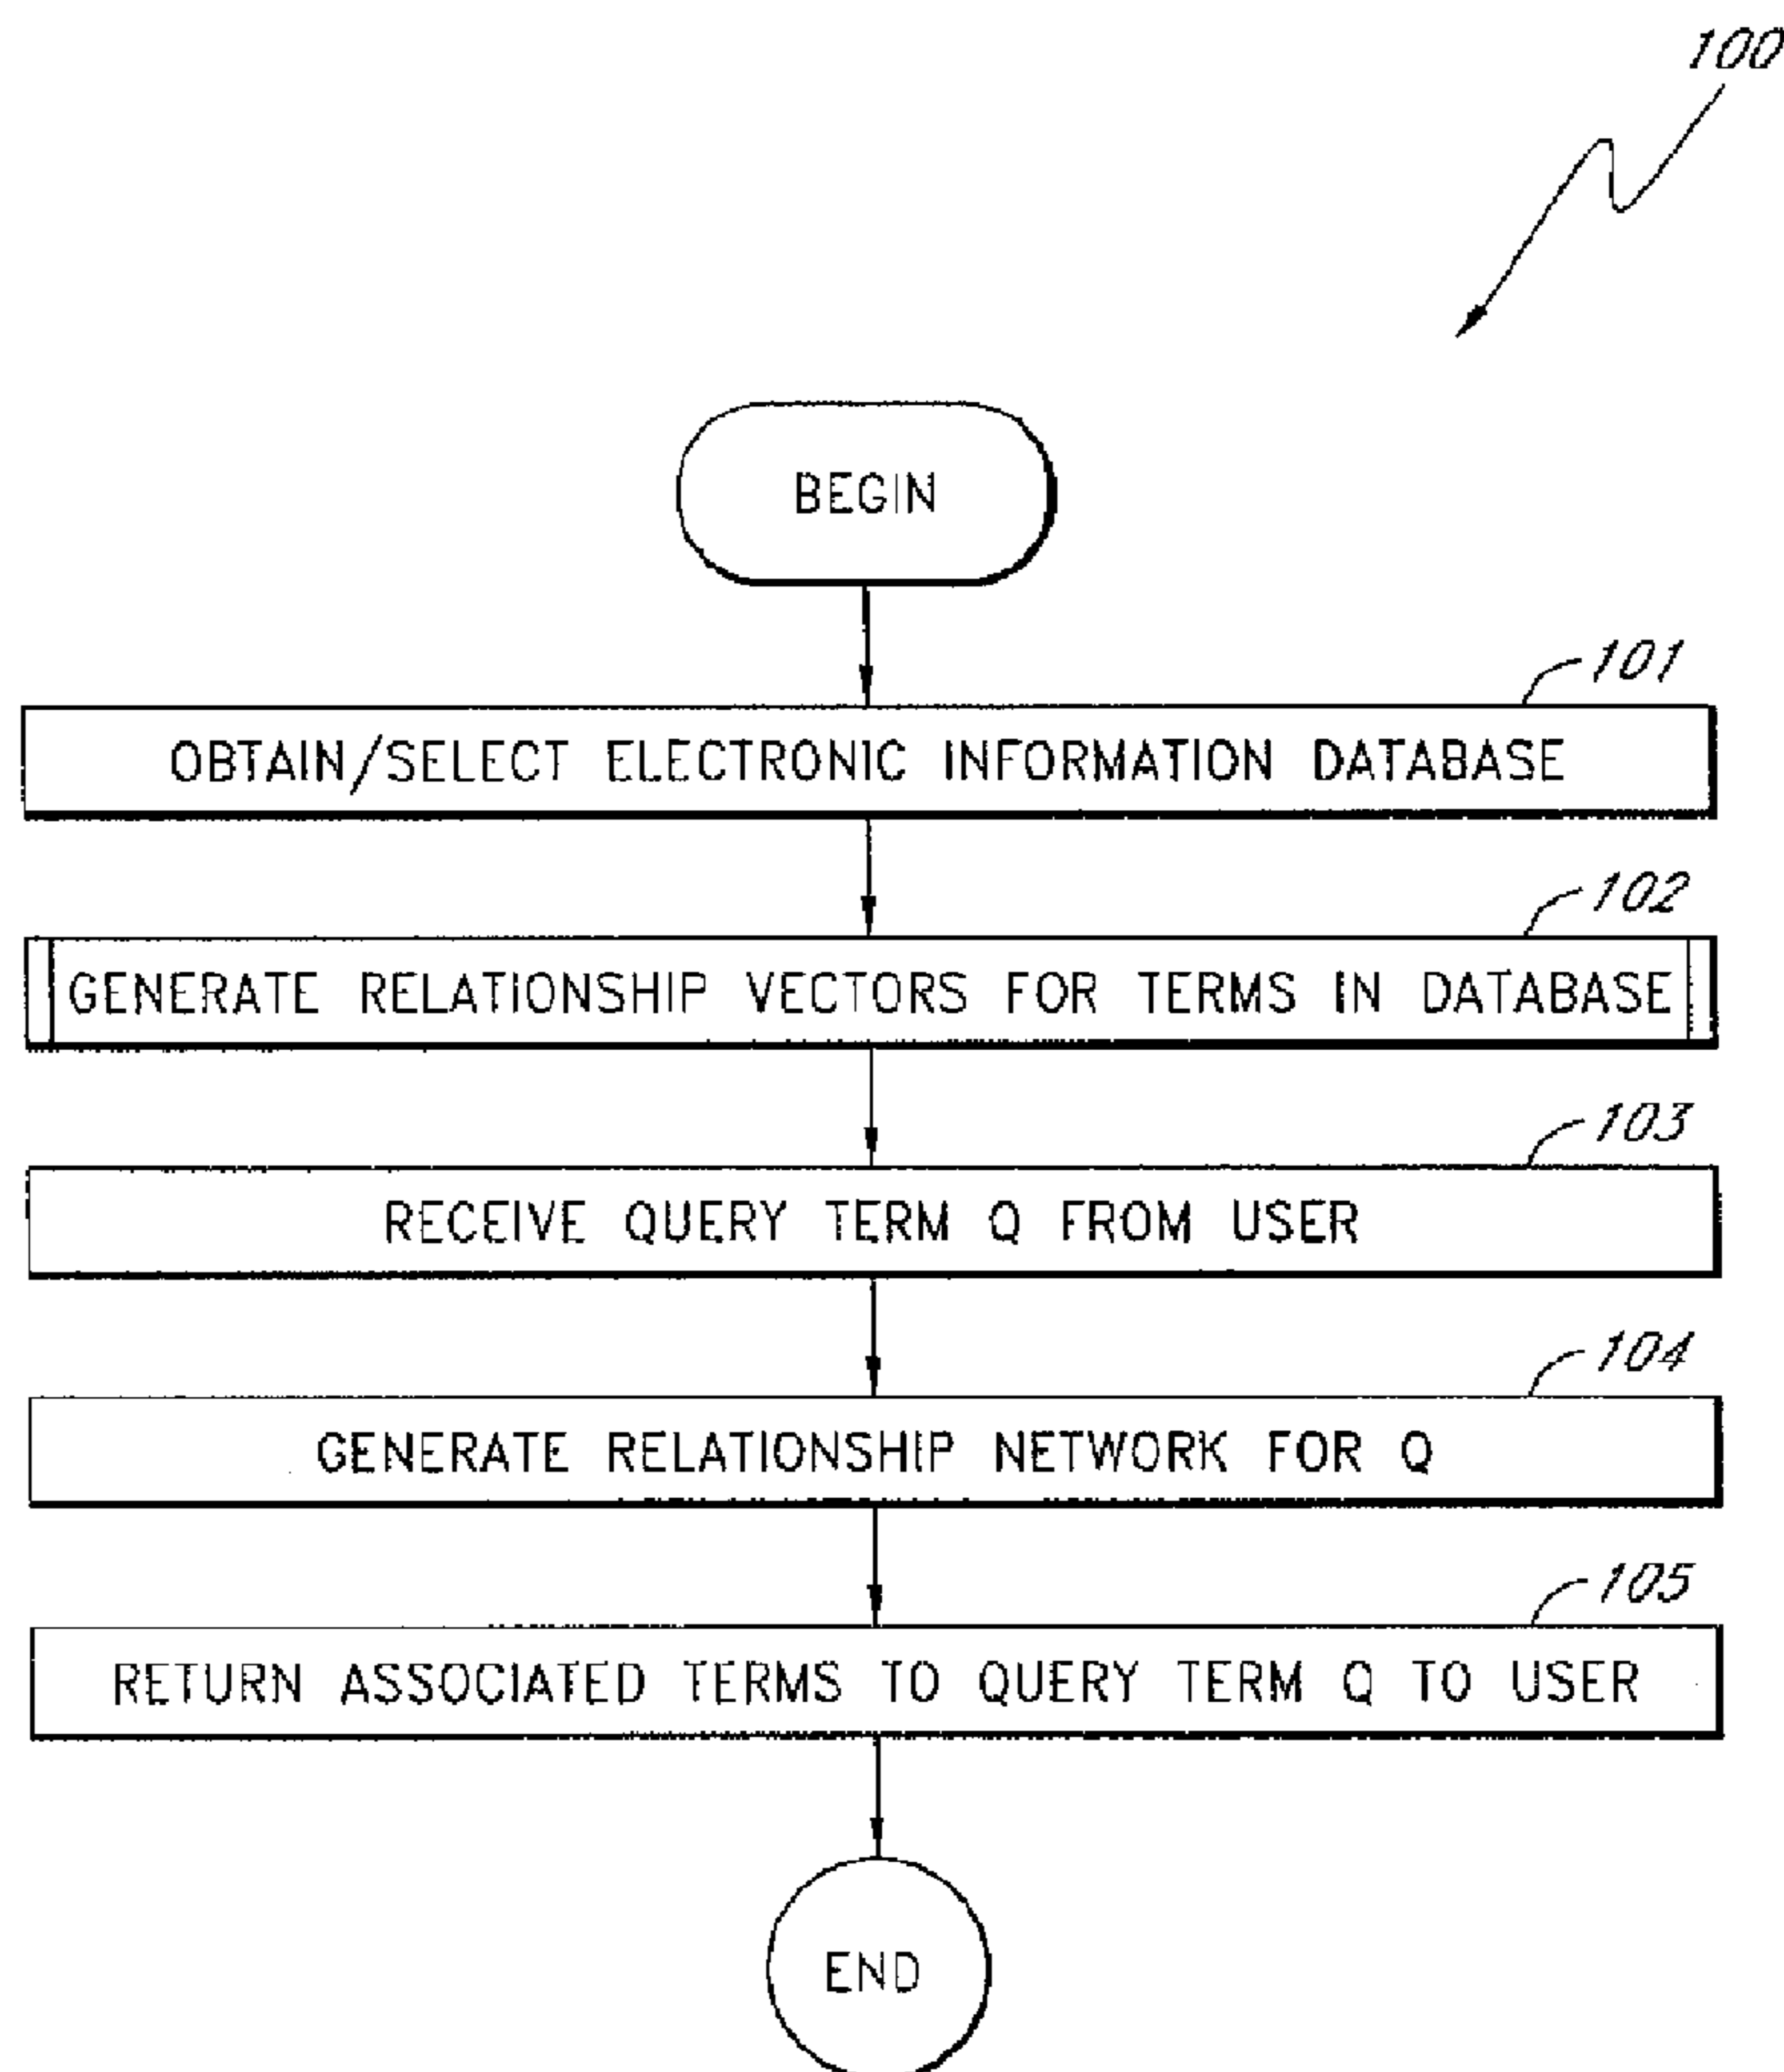 100
BEGIN
101
OBTAIN/SELECT ELECTRONIC INFORMATION DATABASE
102
GENERATE RELATIONSHIP VECTORS FOR TERMS IN DATABASE
103
RECEIVE QUERY TERM Q FROM USER
104
GENERATE RELATIONSHIP NETWORK FOR Q
105
RETURN ASSOCIATED TERMS TO QUERY TERM Q TO USER
END